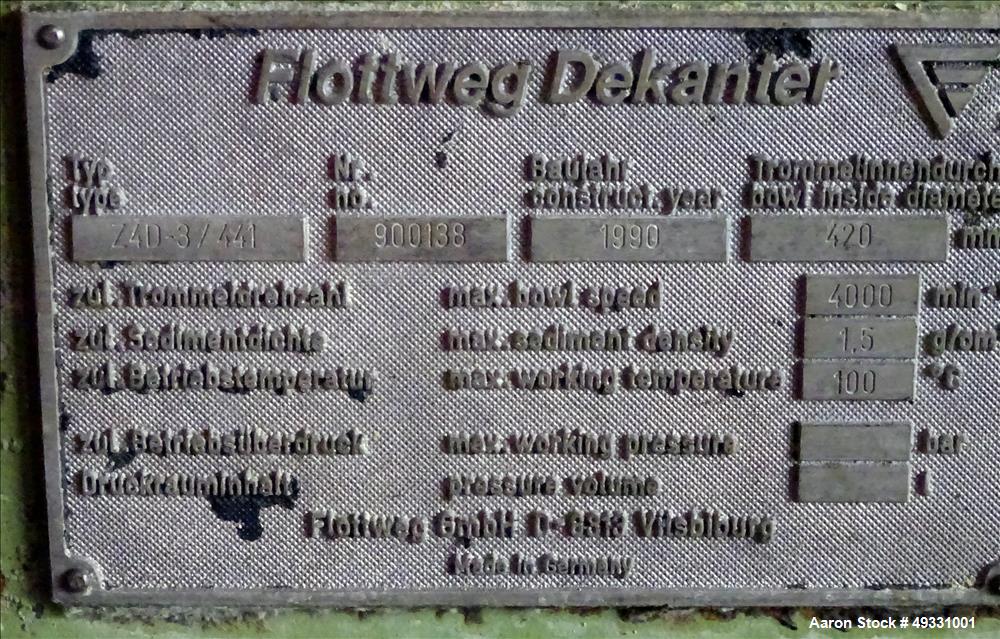 Flottweg Dekanter
Typ Nr. Baujahr Trommelinnendurch
type no. construct. year bowl inside diamete
Z4D-3/441 900138 1990 420 mm
zul. Trommeldrehzahl max. bowl speed 4000 min⁻¹
zul. Sedimentdichte max. sediment density 1,5 g/cm
zul. Betriebstemperatur max. working temperature 100 °C
zul. Betriebsüberdruck max. working pressure bar
Druckrauminhalt pressure volume l
Flottweg GmbH D-8313 Vilsbiburg
Made in Germany
Aaron Stock # 49331001